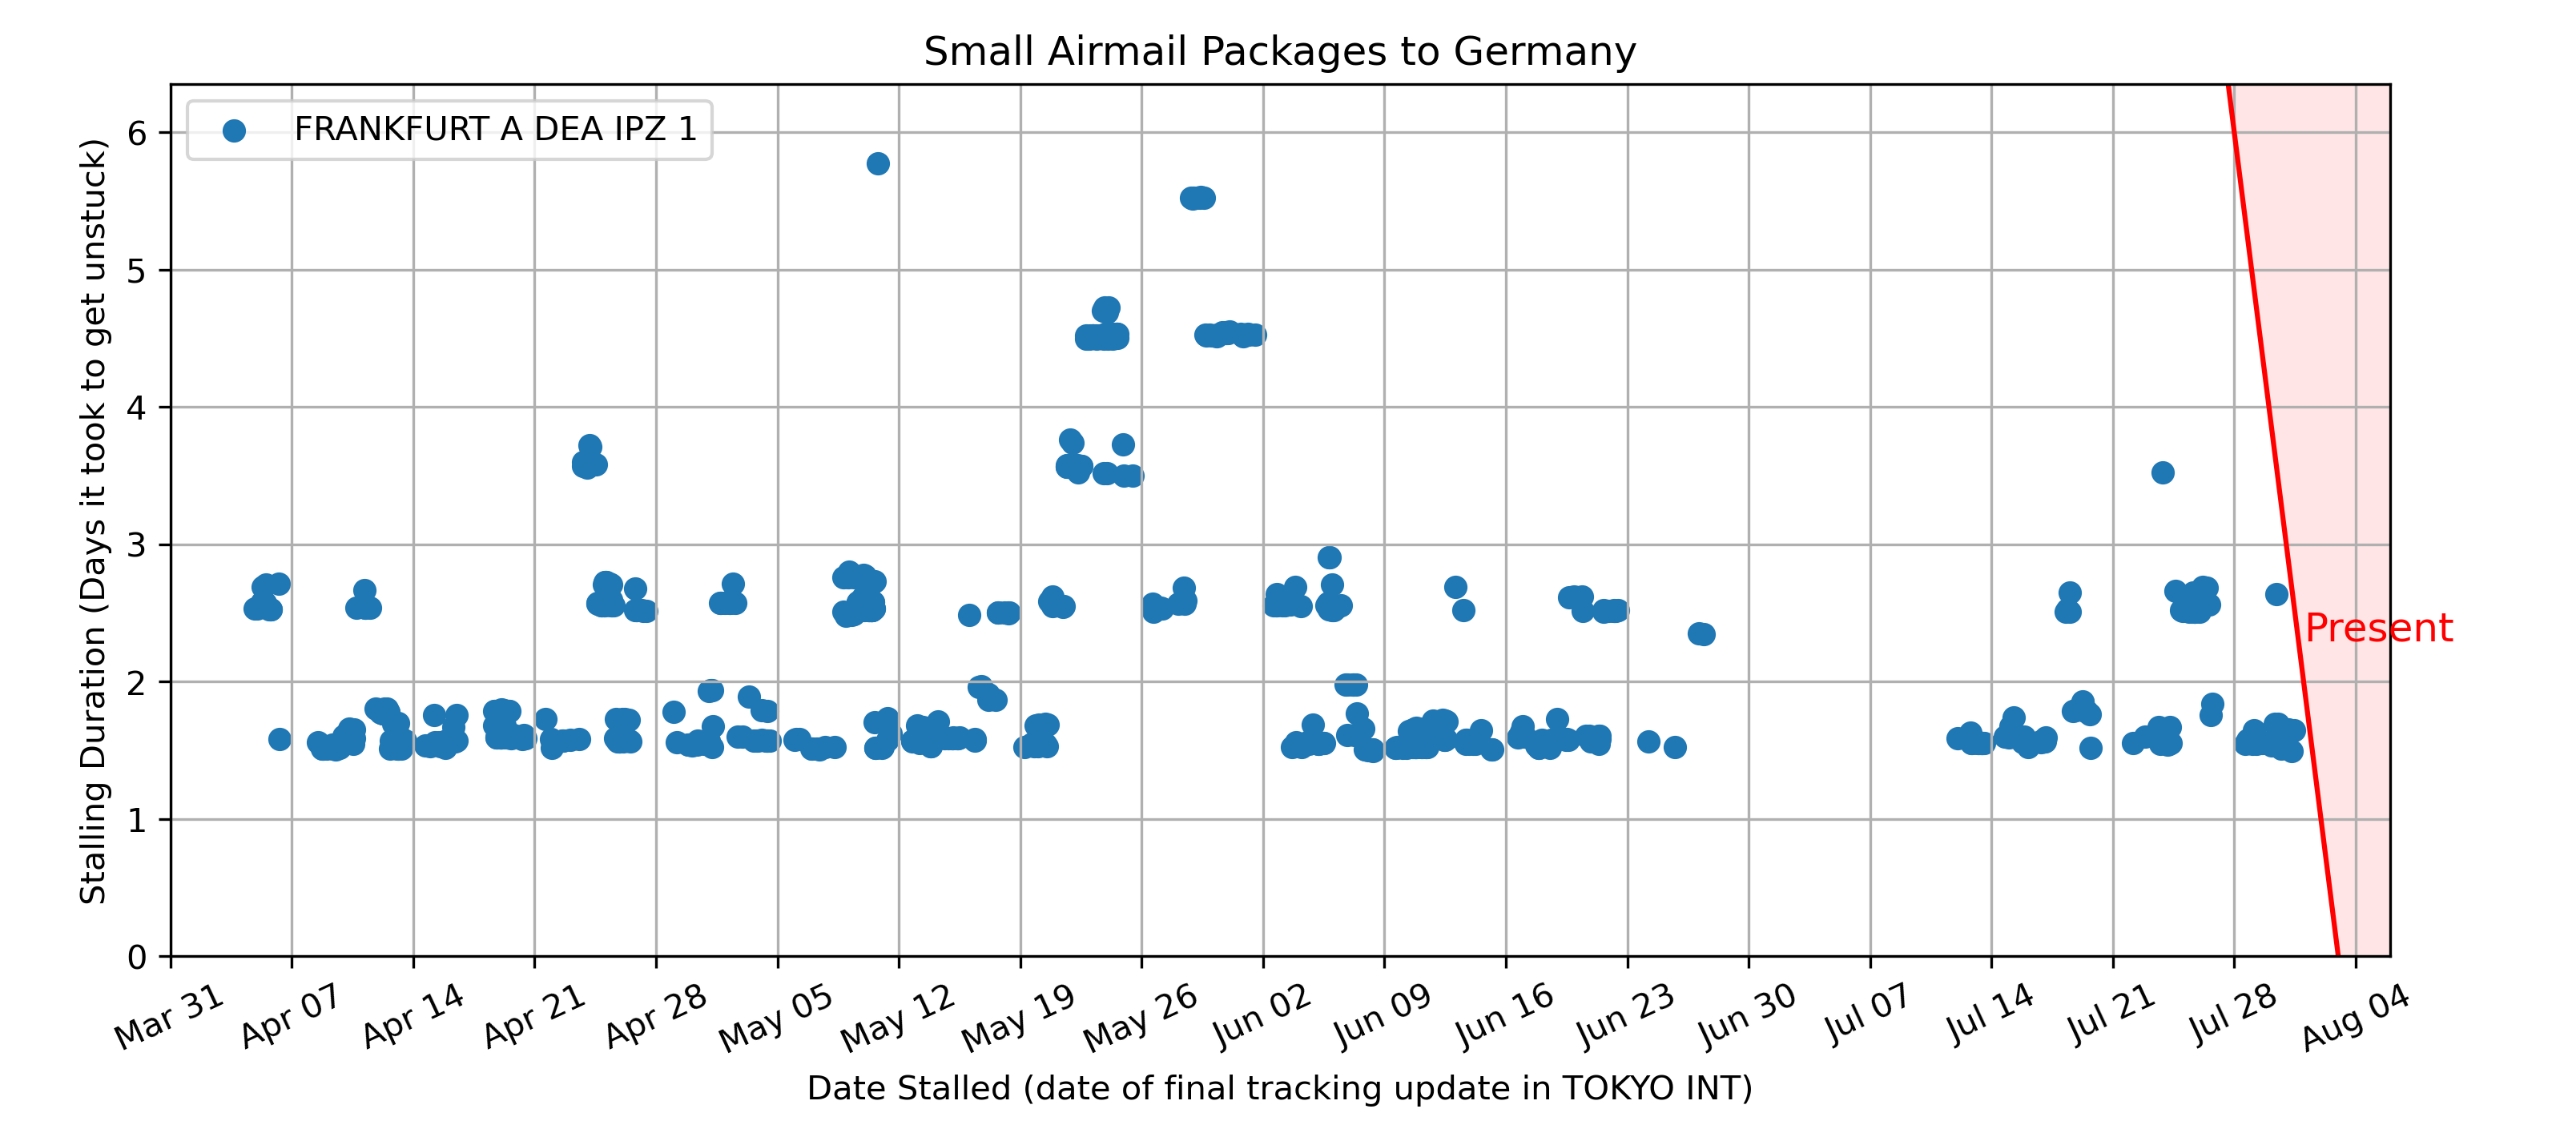 Small Airmail Packages to Germany
FRANKFURT A DEA IPZ 1
Stalling Duration (Days it took to get unstuck)
6
5
4
3
2
1
0
Present
Mar 31
Apr 07
Apr 14
Apr 21
Apr 28
May 05
May 12
May 19
May 26
Jun 02
Jun 09
Jun 16
Jun 23
Jun 30
Jul 07
Jul 14
Jul 21
Jul 28
Aug 04
Date Stalled (date of final tracking update in TOKYO INT)